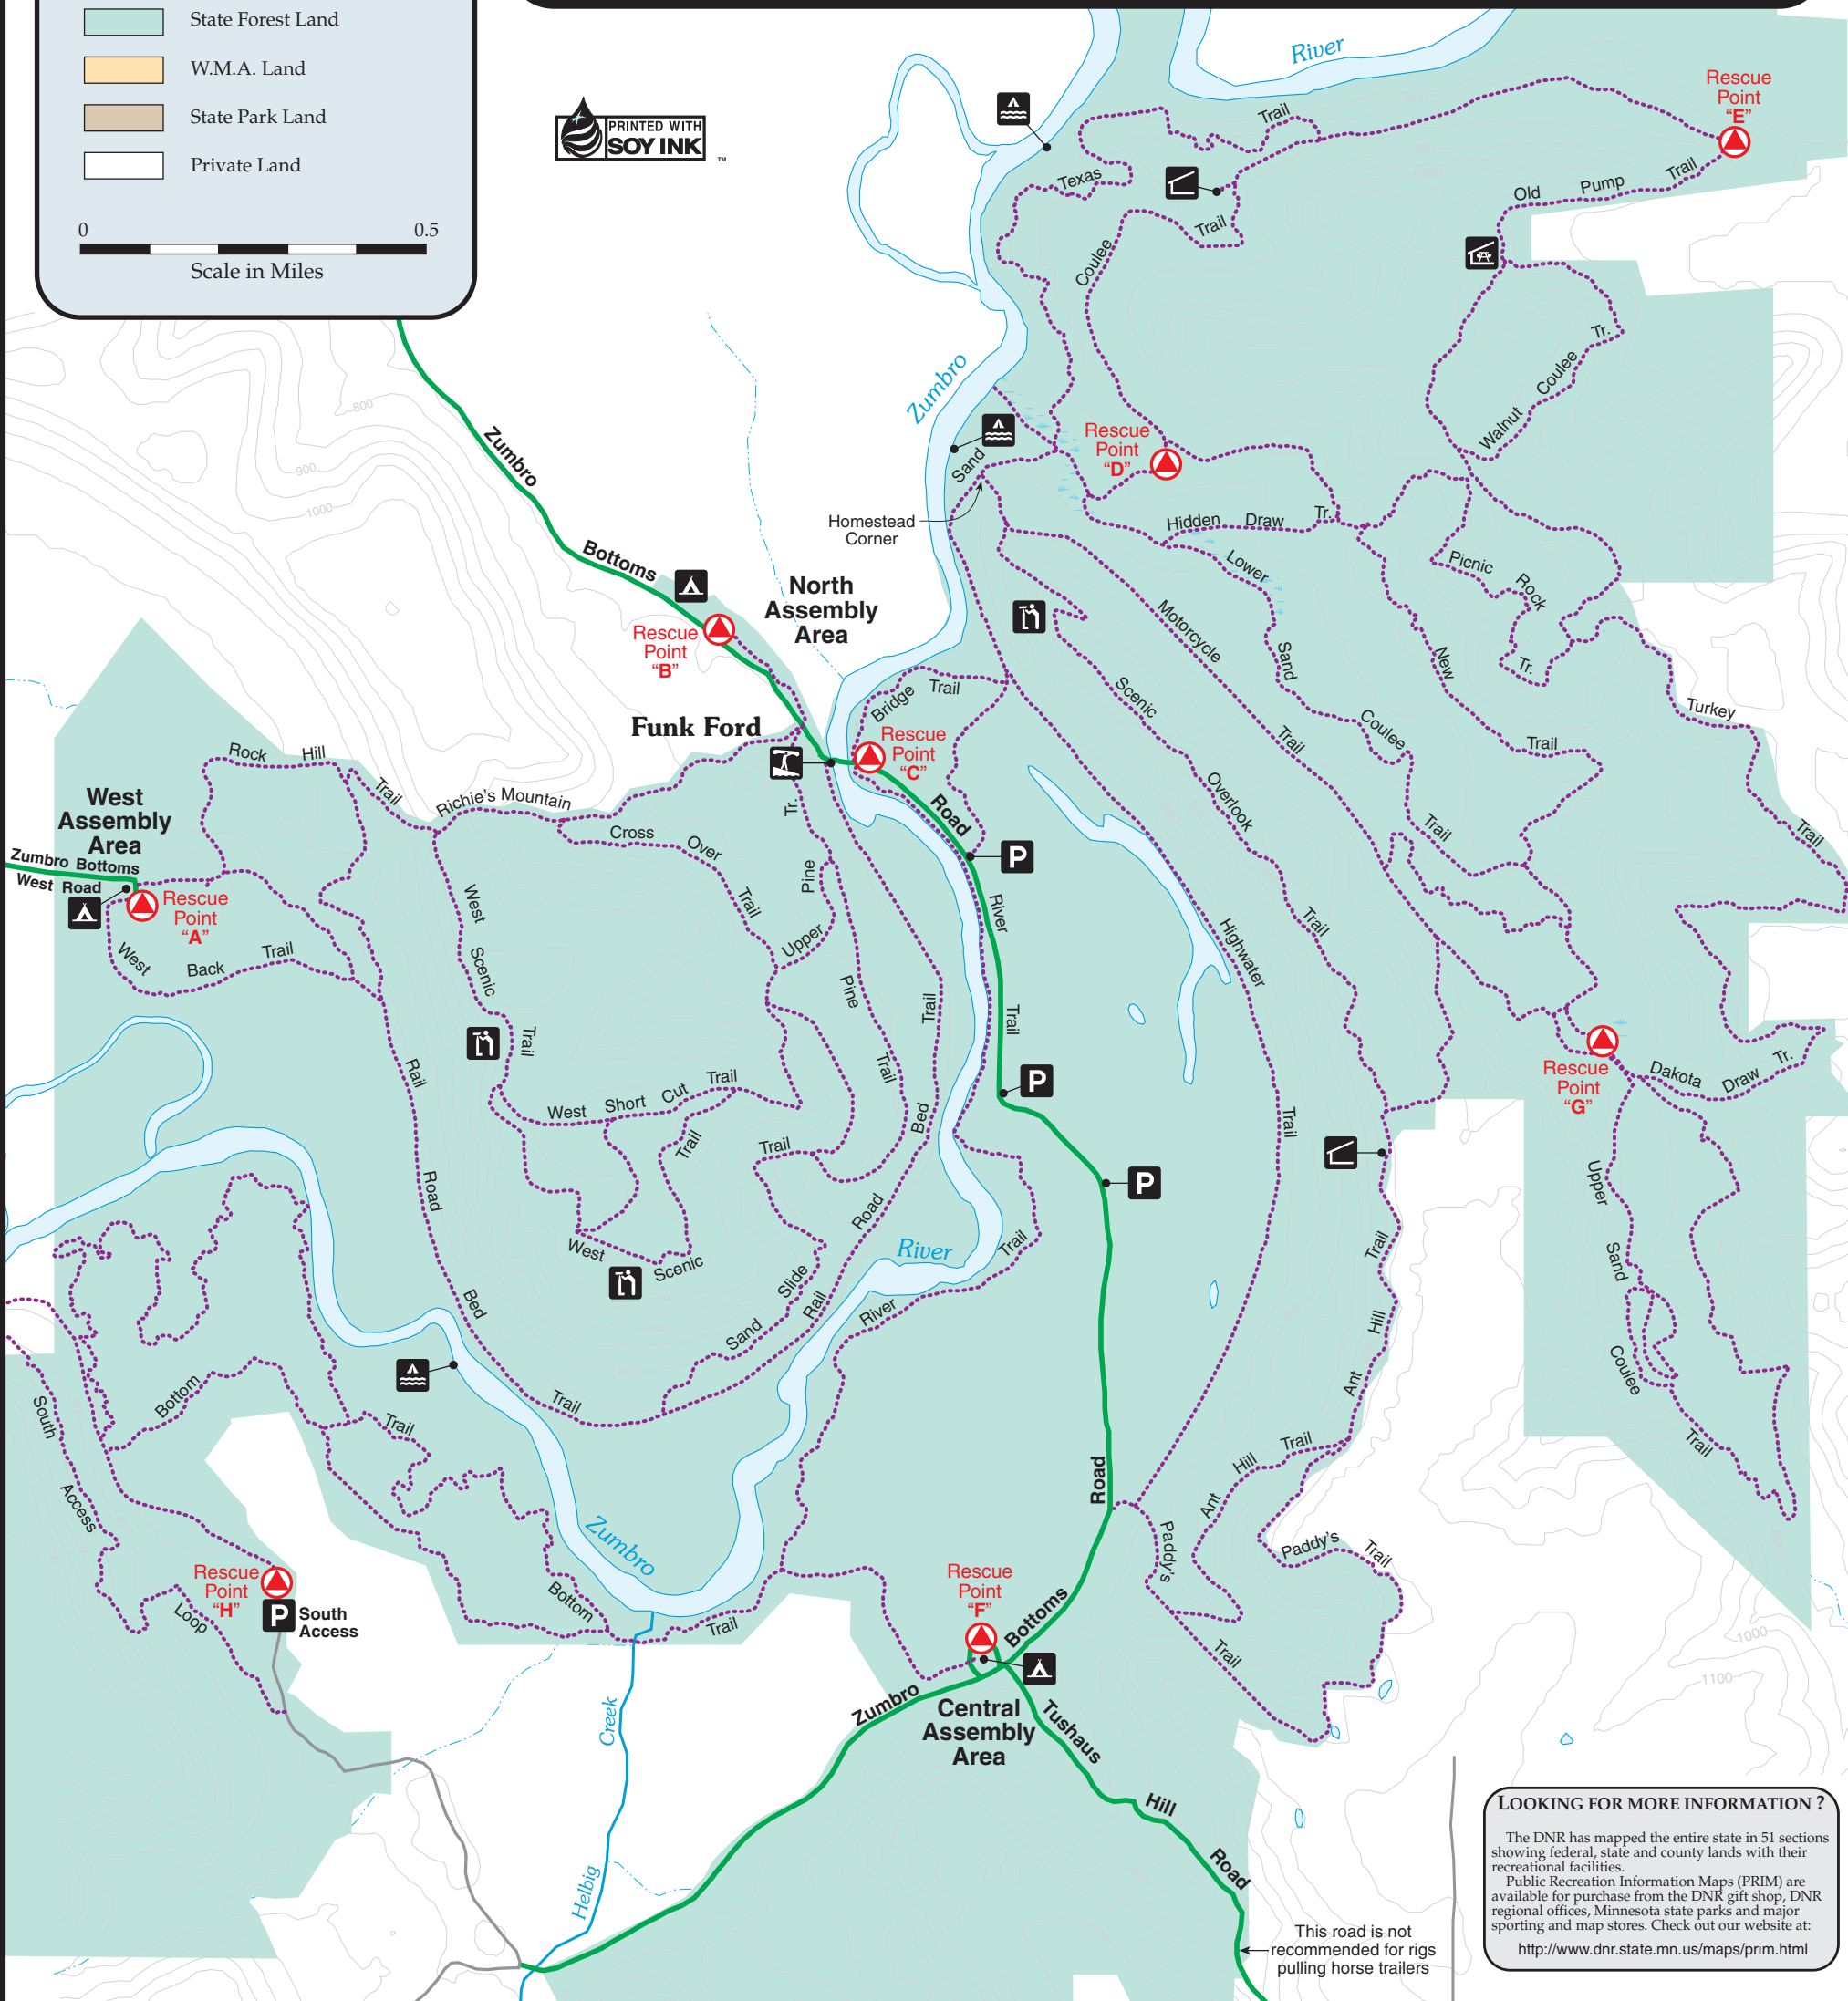 State Forest Land
W.M.A. Land
State Park Land
Private Land
0 0.5
Scale in Miles
PRINTED WITH
SOY INK
TM
River
Rescue
Point
“E”
Trail
Texas
Old Pump Trail
Trail
Coulee
Walnut Coulee Tr.
Zumbro
Sand
Rescue
Point
“D”
Homestead
Corner
Hidden Draw Tr.
Lower
Sand
Coulee
Trail
Picnic
Rock
Tr.
New
Trail
Turkey
Trail
Motorcycle
Trail
Scenic
Overlook
Trail
800
900
1000
Zumbro
Bottoms
Rescue
Point
“B”
North
Assembly
Area
Funk Ford
Bridge Trail
Rescue
Point
“C”
Road
P
River
Trail
P
P
Highwater
Trail
Rock Hill
Trail
Richie's Mountain
West
Assembly
Area
Zumbro Bottoms
West Road
Rescue
Point
“A”
West
Back
Trail
Cross
Over
Trail
Tr.
Pine
Upper
Pine
Trail
Trail
Bed
Road
Rail
West
Scenic
Trail
West Short Cut Trail
Trail
West
Scenic
Trail
Slide
Sand
Rail
Road
Bed
Trail
River
River
Trail
Rescue
Point
“G”
Dakota
Draw Tr.
Upper
Sand
Coulee
Trail
Trail
Hill
Ant
Trail
Hill
Ant
Paddy's
Trail
Paddy's
Trail
South
Access
Loop
Bottom
Trail
Bottom
Trail
Zumbro
Rescue
Point
“H”
P
South
Access
Rescue
Point
“F”
Road
Bottoms
Zumbro
Central
Assembly
Area
Tushaus
Hill
Road
Creek
Helbig
800
1000
1100
This road is not
recommended for rigs
pulling horse trailers
LOOKING FOR MORE INFORMATION ?
The DNR has mapped the entire state in 51 sections
showing federal, state and county lands with their
recreational facilities.
Public Recreation Information Maps (PRIM) are
available for purchase from the DNR gift shop, DNR
regional offices, Minnesota state parks and major
sporting and map stores. Check out our website at:
http://www.dnr.state.mn.us/maps/prim.html